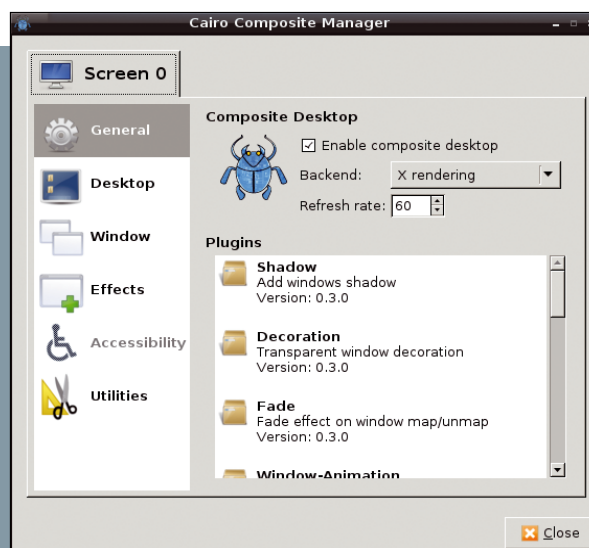 Cairo Composite Manager
Screen 0
General
Desktop
Window
Effects
Accessibility
Utilities
Composite Desktop
Enable composite desktop
Backend: X rendering
Refresh rate: 60
Plugins
Shadow
Add windows shadow
Version: 0.3.0
Decoration
Transparent window decoration
Version: 0.3.0
Fade
Fade effect on window map/unmap
Version: 0.3.0
Window-Animation
Close